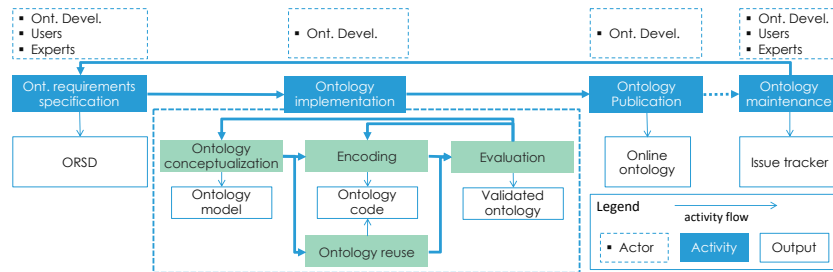 ▪ Ont. Devel.
▪ Users
▪ Experts
▪ Ont. Devel.
▪ Ont. Devel.
▪ Ont. Devel.
▪ Users
▪ Experts
Ont. requirements
specification
Ontology
implementation
Ontology
Publication
Ontology
maintenance
ORSD
Ontology
conceptualization
Encoding
Evaluation
Ontology
model
Ontology
code
Validated
ontology
Ontology reuse
Online
ontology
Issue tracker
Legend
activity flow
▪ Actor
Activity
Output